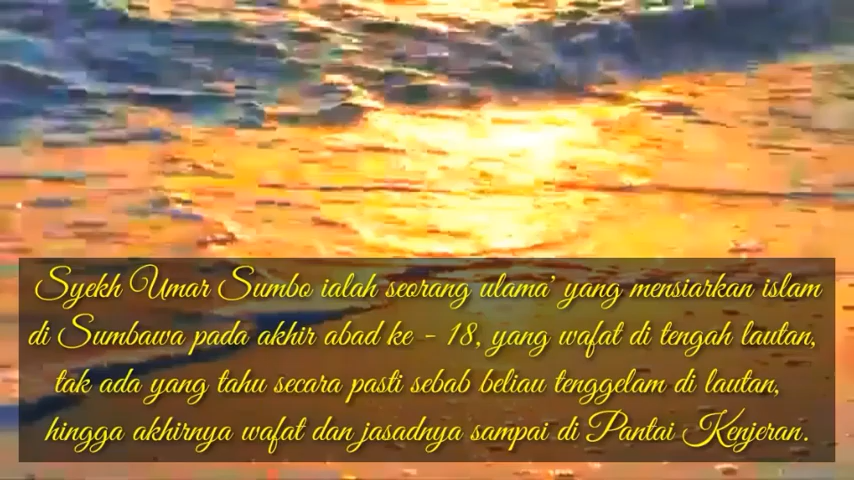 Syekh Umar Sumbo ialah seorang ulama' yang mensiarkan islam
di Sumbawa pada akhir abad ke - 18, yang wafat di tengah lautan,
tak ada yang tahu secara pasti sebab beliau tenggelam di lautan,
hingga akhirnya wafat dan jasadnya sampai di Pantai Kenjeran.